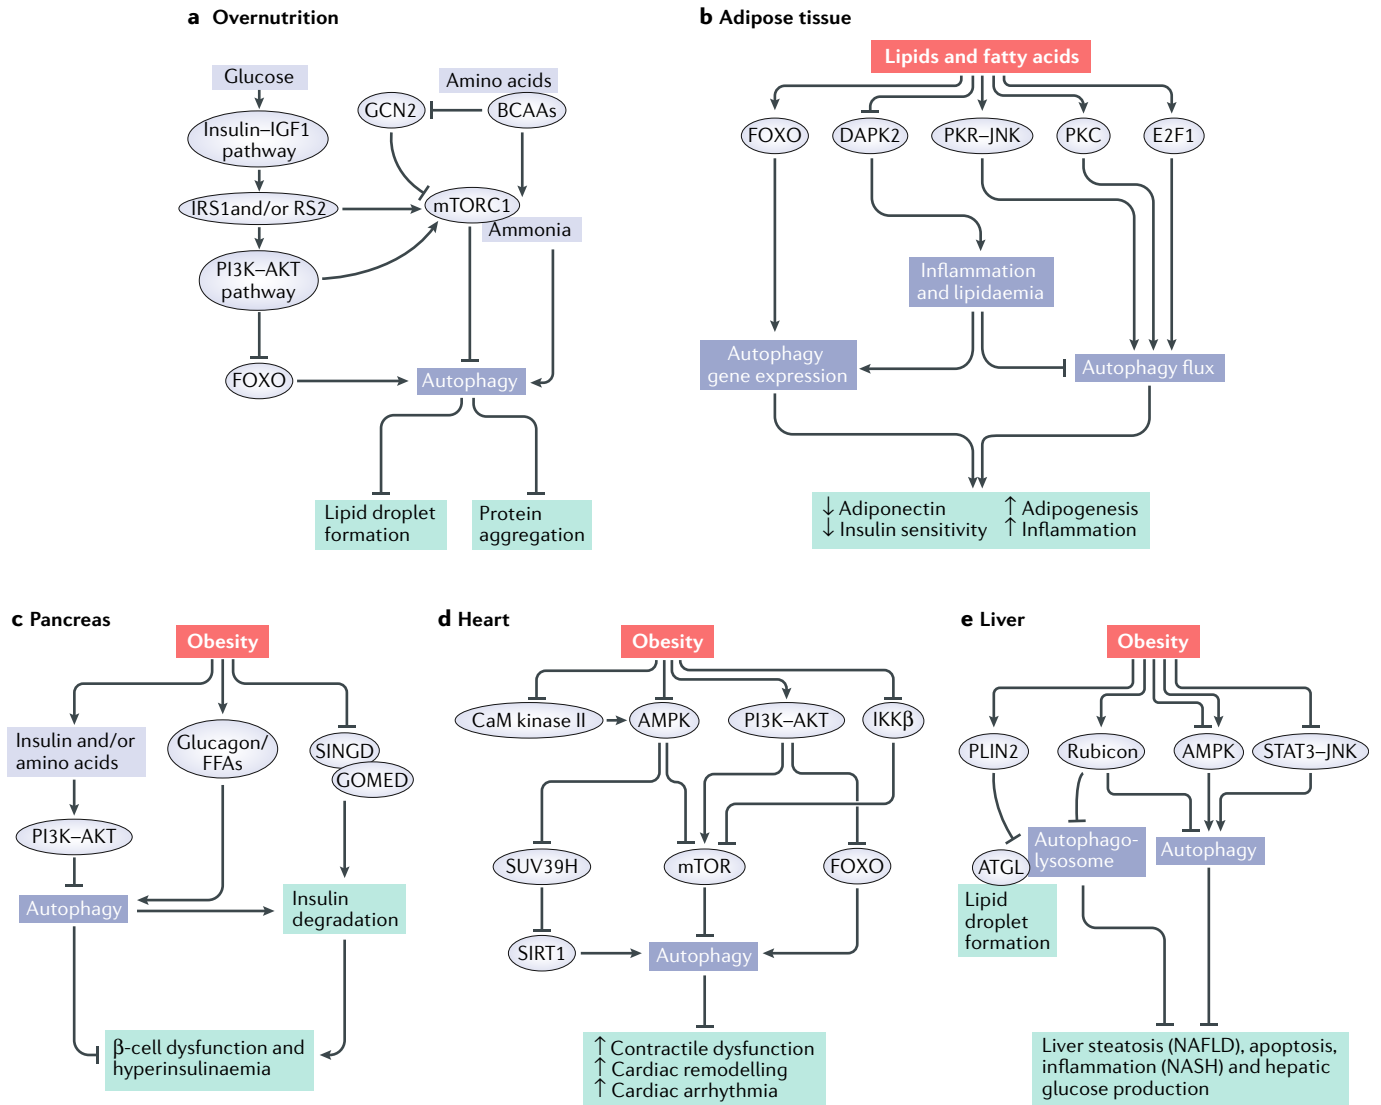 a Overnutrition
Glucose
Insulin–IGF1
pathway
IRS1and/or RS2
PI3K–AKT
pathway
FOXO
GCN2
Amino acids
BCAAs
mTORC1
Ammonia
Autophagy
Lipid droplet
formation
Protein
aggregation
b Adipose tissue
Lipids and fatty acids
FOXO
DAPK2
PKR–JNK
PKC
E2F1
Inflammation
and lipidaemia
Autophagy
gene expression
Autophagy flux
↓ Adiponectin
↓ Insulin sensitivity
↑ Adipogenesis
↑ Inflammation
c Pancreas
Obesity
Insulin and/or
amino acids
Glucagon/
FFAs
SINGD
GOMED
PI3K–AKT
Autophagy
Insulin
degradation
β-cell dysfunction and
hyperinsulinaemia
d Heart
Obesity
CaM kinase II
AMPK
PI3K–AKT
IKKβ
SUV39H
mTOR
FOXO
SIRT1
Autophagy
↑ Contractile dysfunction
↑ Cardiac remodelling
↑ Cardiac arrhythmia
e Liver
Obesity
PLIN2
Rubicon
AMPK
STAT3–JNK
Autophago-
lysosome
Autophagy
ATGL
Lipid
droplet
formation
Liver steatosis (NAFLD), apoptosis,
inflammation (NASH) and hepatic
glucose production